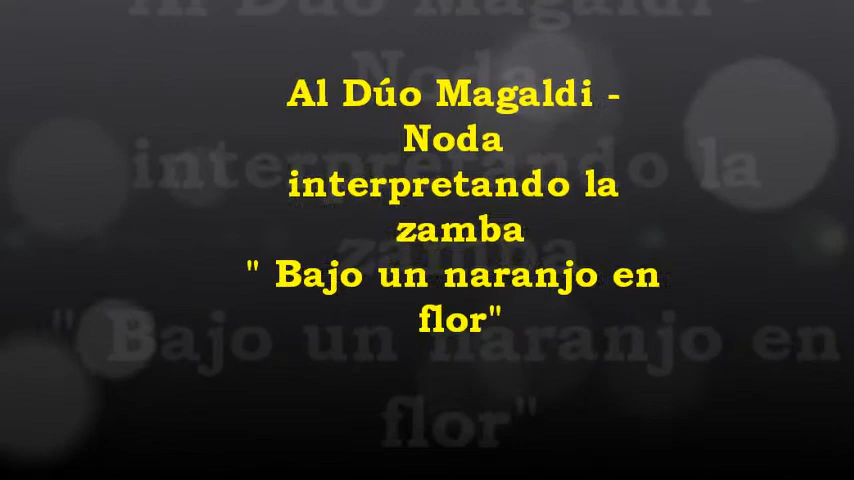 Al Dúo Magaldi -
Noda
interpretando la
zamba
" Bajo un naranjo en
flor"